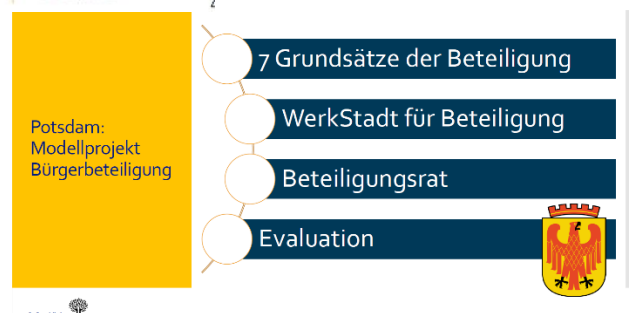 Potsdam:
Modellprojekt
Bürgerbeteiligung
7 Grundsätze der Beteiligung
WerkStadt für Beteiligung
Beteiligungsrat
Evaluation